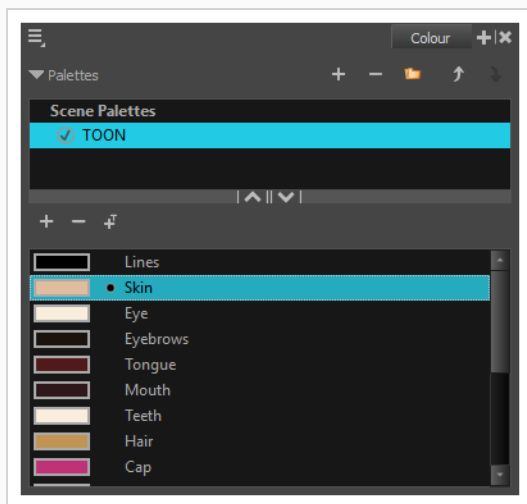 Colour
Palettes
Scene Palettes
TOON
Lines
Skin
Eye
Eyebrows
Tongue
Mouth
Teeth
Hair
Cap